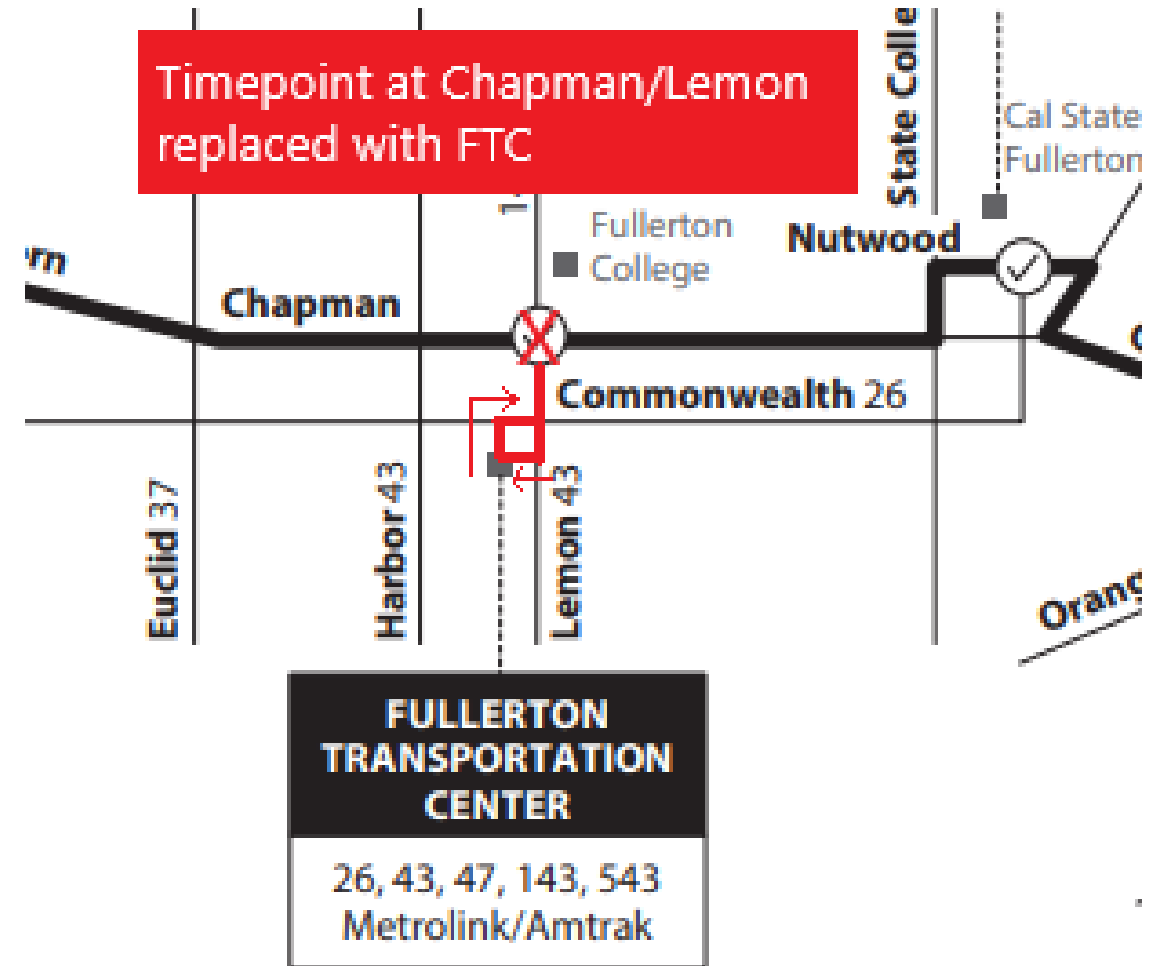 Timepoint at Chapman/Lemon
replaced with FTC
State Colle
Cal State
Fullerton
Fullerton
College
Nutwood
rn
Chapman
Commonwealth 26
Euclid 37
Harbor 43
Lemon 43
Orang
FULLERTON
TRANSPORTATION
CENTER
26, 43, 47, 143, 543
Metrolink/Amtrak